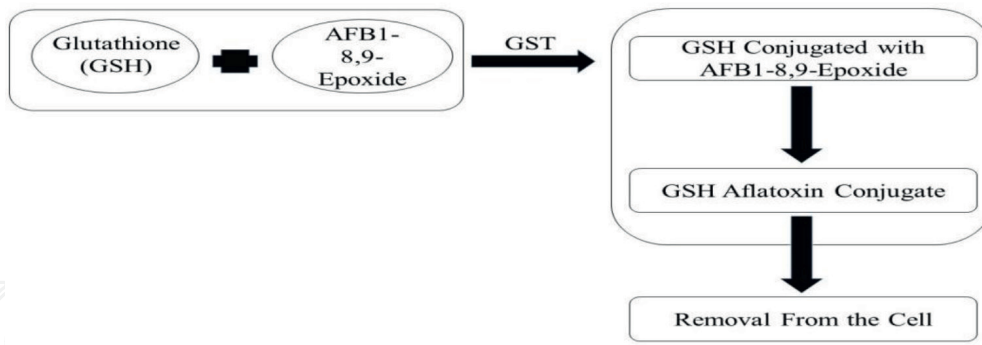 Glutathione
(GSH)
AFB1-
8,9-
Epoxide
GST
GSH Conjugated with
AFB1-8,9-Epoxide
GSH Aflatoxin Conjugate
Removal From the Cell